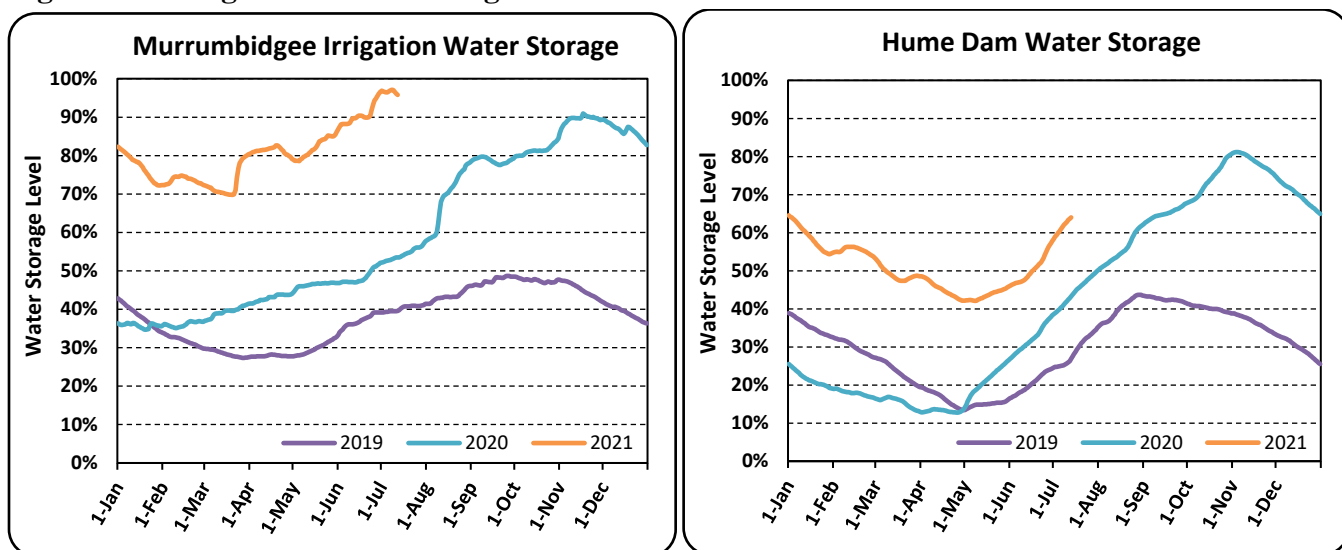 Murrumbidgee Irrigation Water Storage
Water Storage Level
100%
90%
80%
70%
60%
50%
40%
30%
20%
10%
0%
2019 2020 2021
1-Jan 1-Feb 1-Mar 1-Apr 1-May 1-Jun 1-Jul 1-Aug 1-Sep 1-Oct 1-Nov 1-Dec
Hume Dam Water Storage
Water Storage Level
100%
90%
80%
70%
60%
50%
40%
30%
20%
10%
0%
2019 2020 2021
1-Jan 1-Feb 1-Mar 1-Apr 1-May 1-Jun 1-Jul 1-Aug 1-Sep 1-Oct 1-Nov 1-Dec